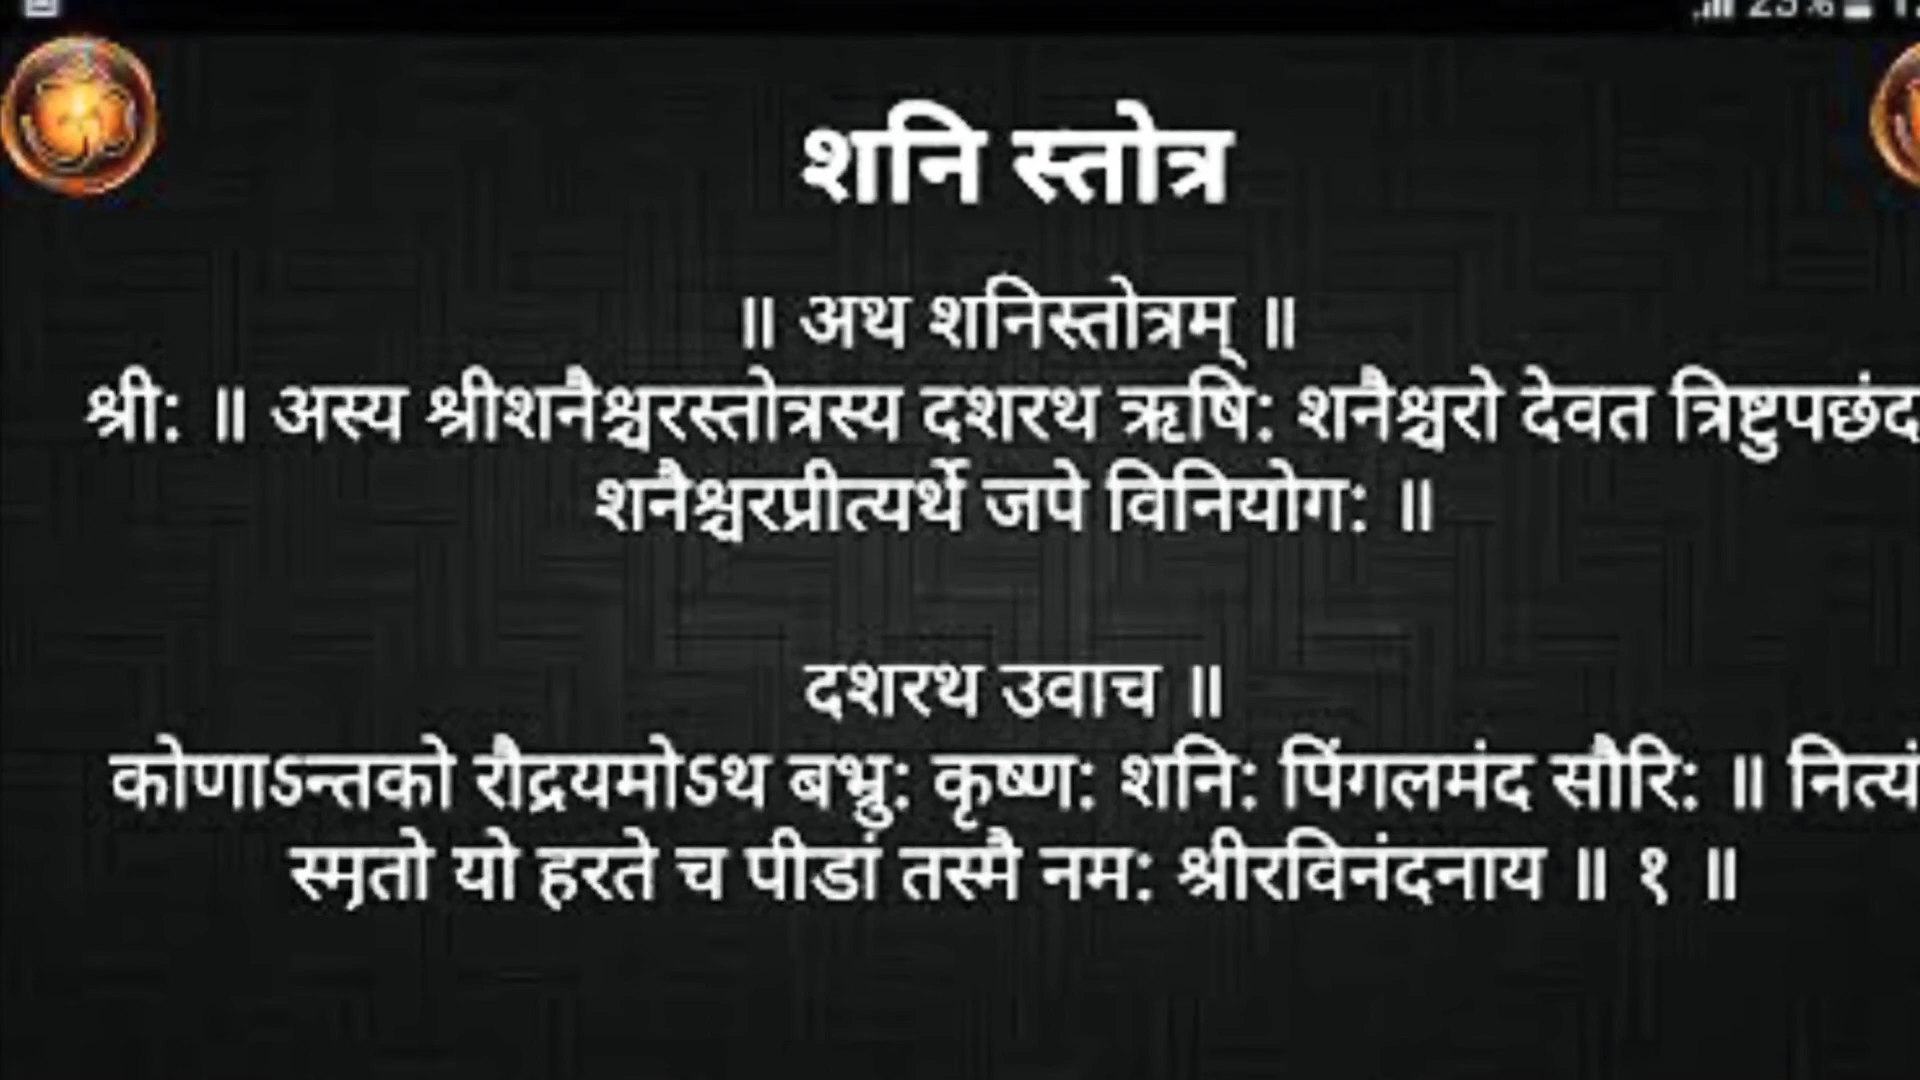 23%
शनि स्तोत्र
॥ अथ शनिस्तोत्रम् ॥
श्री: ॥ अस्य श्रीशनैश्चरस्तोत्रस्य दशरथ ऋषि: शनैश्चरो देवत त्रिष्टुपछंद
शनैश्चरप्रीत्यर्थे जपे विनियोग: ॥
दशरथ उवाच ॥
कोणाऽन्तको रौद्रयमोऽथ बभ्रु: कृष्ण: शनि: पिंगलमंद सौरि: ॥ नित्यं
स्मृतो यो हरते च पीडां तस्मै नम: श्रीरविनंदनाय ॥ १ ॥